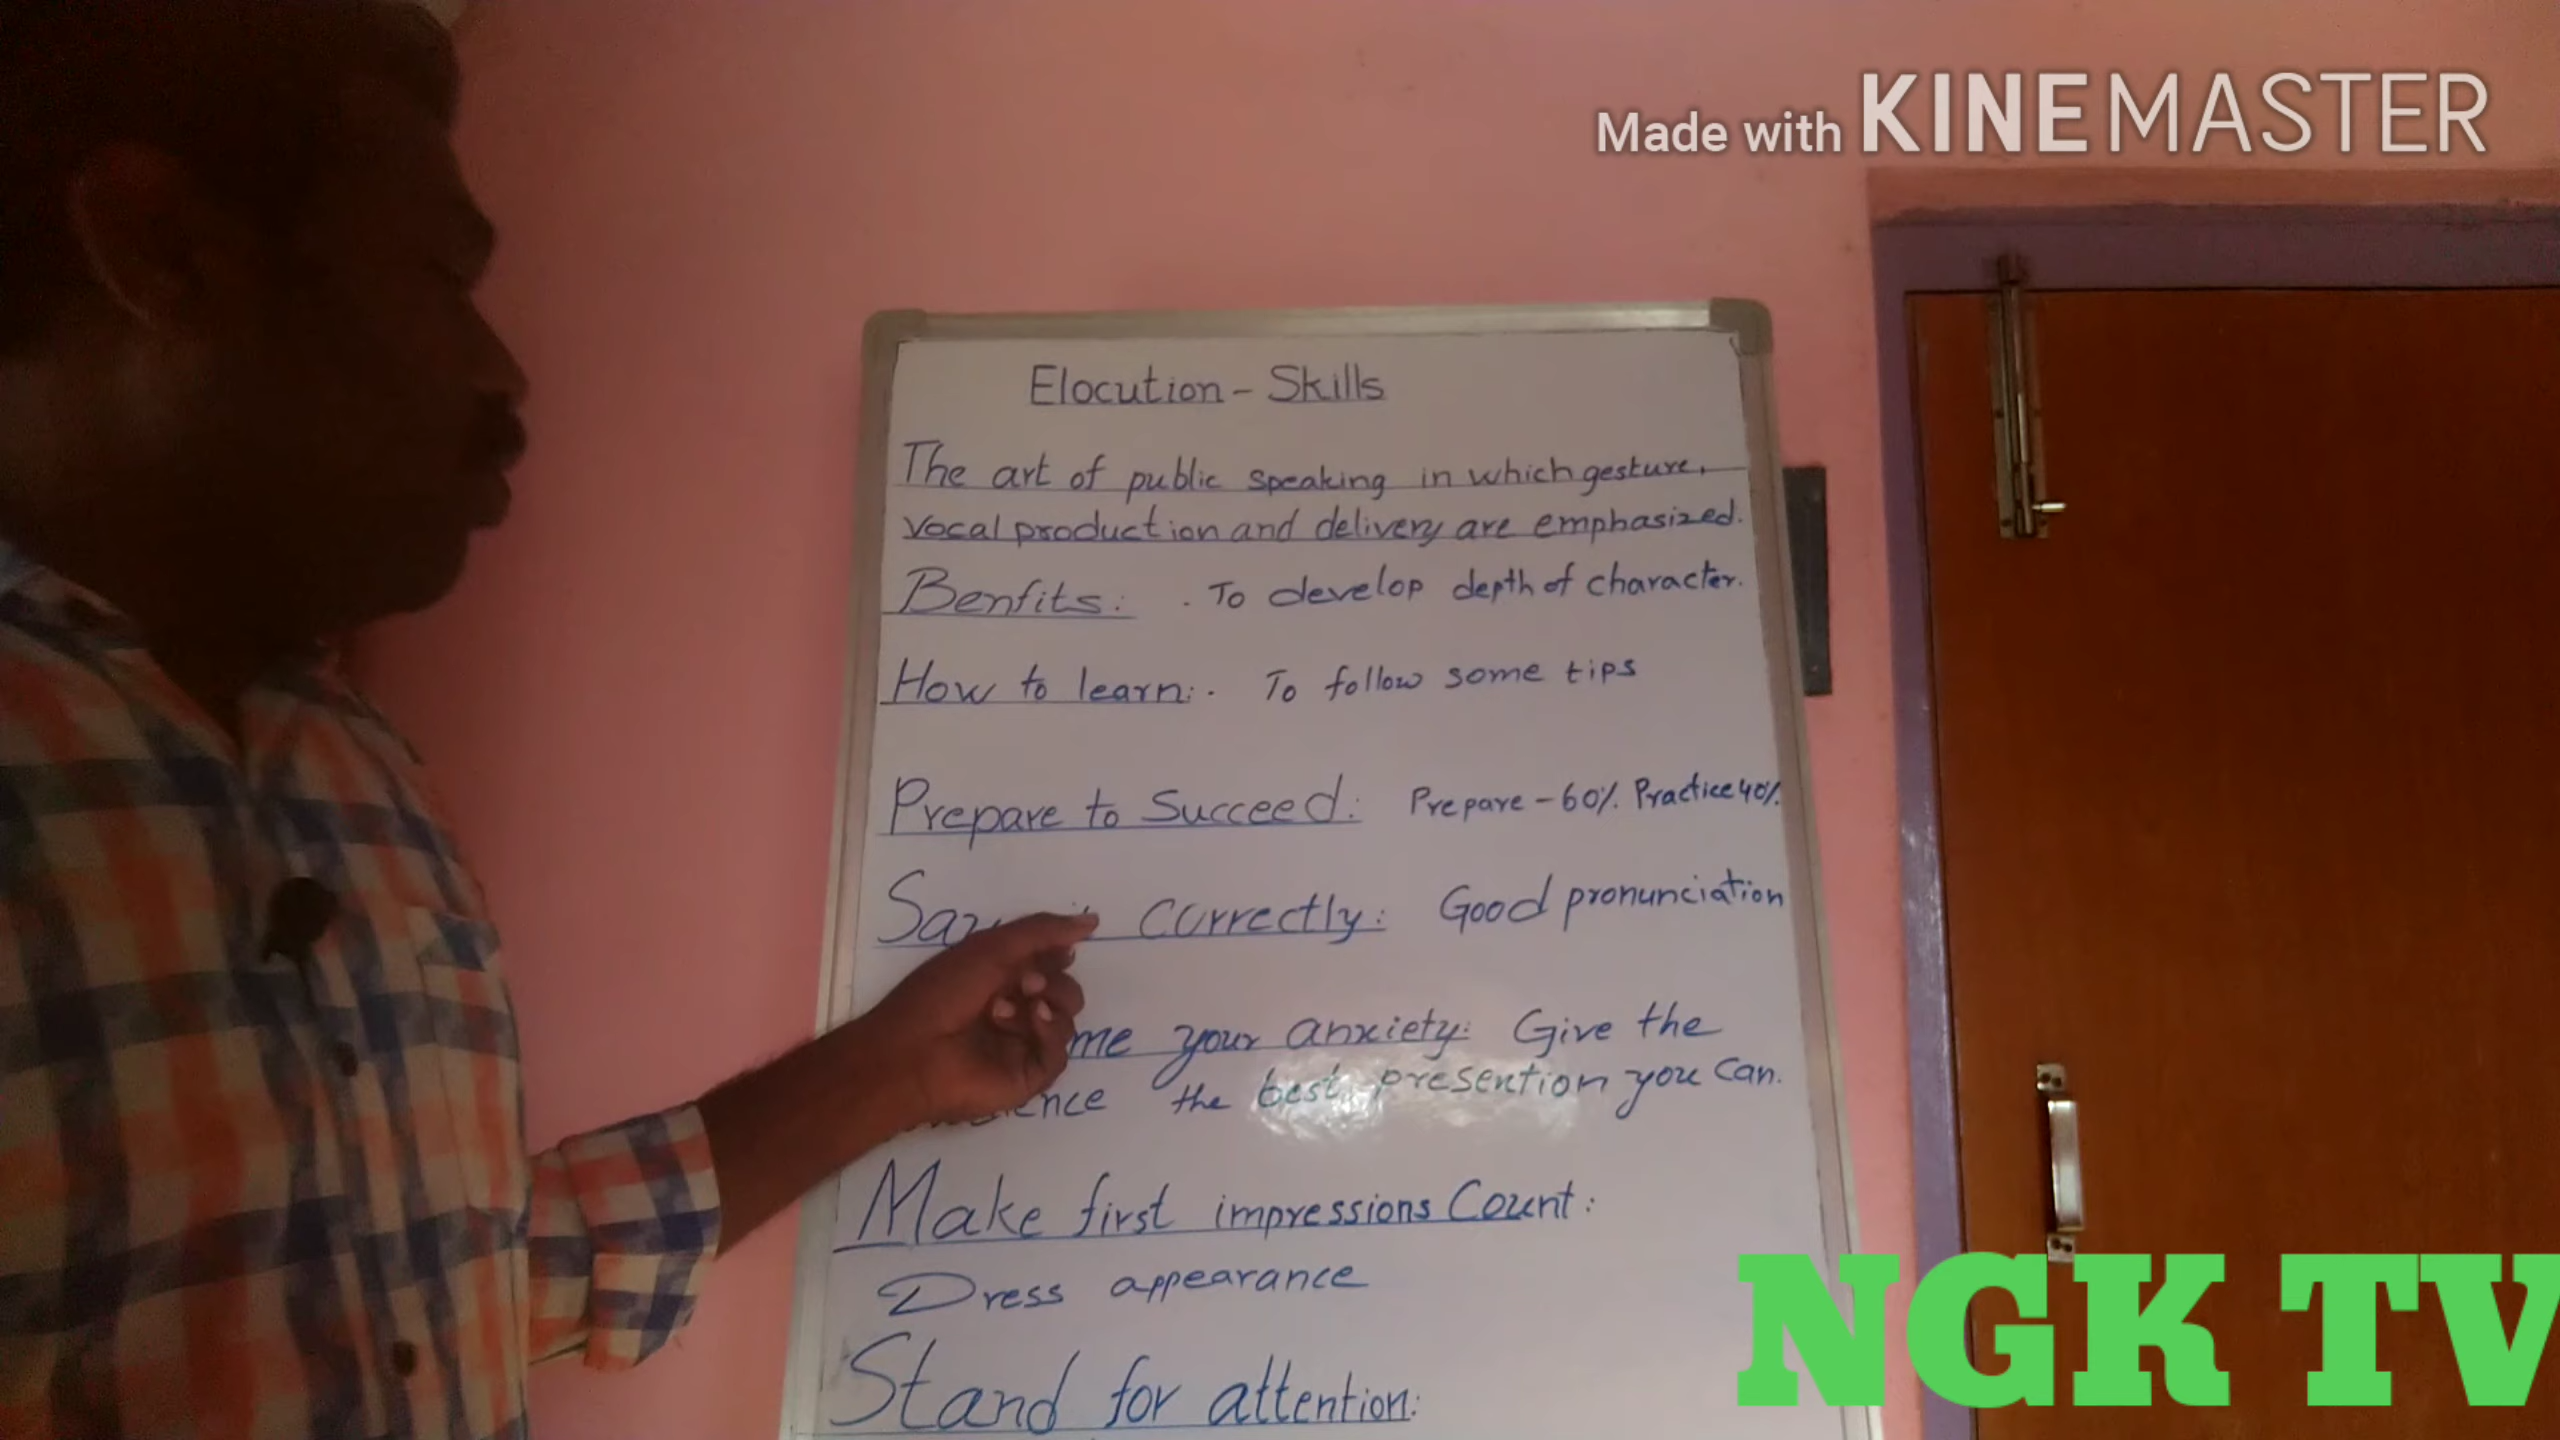 Made with KINEMASTER
Elocution - Skills
The art of public speaking in which gesture,
vocal production and delivery are emphasized.
Benfits: . To develop depth of character.
How to learn: . To follow some tips
Prepare to Succeed: Prepare - 60% Practice 40%
Say Currectly: Good pronunciation
me your anxiety: Give the
the best presention you can.
Make first impressions Count:
Dress appearance
Stand for attention:
NGK TV